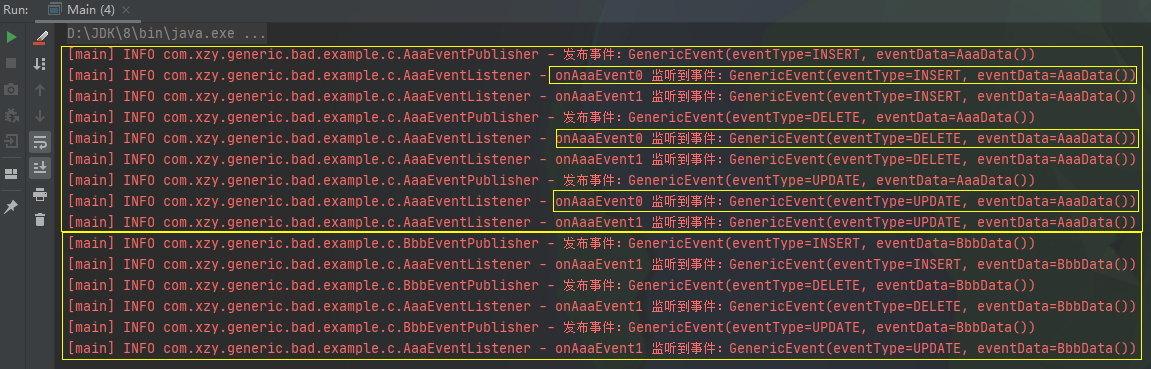 Run: Main (4) ×
D:\JDK\8\bin\java.exe ...
[main] INFO com.xzy.generic.bad.example.c.AaaEventPublisher - 发布事件：GenericEvent(eventType=INSERT, eventData=AaaData())
[main] INFO com.xzy.generic.bad.example.c.AaaEventListener - onAaaEvent0 监听到事件：GenericEvent(eventType=INSERT, eventData=AaaData())
[main] INFO com.xzy.generic.bad.example.c.AaaEventListener - onAaaEvent1 监听到事件：GenericEvent(eventType=INSERT, eventData=AaaData())
[main] INFO com.xzy.generic.bad.example.c.AaaEventPublisher - 发布事件：GenericEvent(eventType=DELETE, eventData=AaaData())
[main] INFO com.xzy.generic.bad.example.c.AaaEventListener - onAaaEvent0 监听到事件：GenericEvent(eventType=DELETE, eventData=AaaData())
[main] INFO com.xzy.generic.bad.example.c.AaaEventListener - onAaaEvent1 监听到事件：GenericEvent(eventType=DELETE, eventData=AaaData())
[main] INFO com.xzy.generic.bad.example.c.AaaEventPublisher - 发布事件：GenericEvent(eventType=UPDATE, eventData=AaaData())
[main] INFO com.xzy.generic.bad.example.c.AaaEventListener - onAaaEvent0 监听到事件：GenericEvent(eventType=UPDATE, eventData=AaaData())
[main] INFO com.xzy.generic.bad.example.c.AaaEventListener - onAaaEvent1 监听到事件：GenericEvent(eventType=UPDATE, eventData=AaaData())
[main] INFO com.xzy.generic.bad.example.c.BbbEventPublisher - 发布事件：GenericEvent(eventType=INSERT, eventData=BbbData())
[main] INFO com.xzy.generic.bad.example.c.AaaEventListener - onAaaEvent1 监听到事件：GenericEvent(eventType=INSERT, eventData=BbbData())
[main] INFO com.xzy.generic.bad.example.c.BbbEventPublisher - 发布事件：GenericEvent(eventType=DELETE, eventData=BbbData())
[main] INFO com.xzy.generic.bad.example.c.AaaEventListener - onAaaEvent1 监听到事件：GenericEvent(eventType=DELETE, eventData=BbbData())
[main] INFO com.xzy.generic.bad.example.c.BbbEventPublisher - 发布事件：GenericEvent(eventType=UPDATE, eventData=BbbData())
[main] INFO com.xzy.generic.bad.example.c.AaaEventListener - onAaaEvent1 监听到事件：GenericEvent(eventType=UPDATE, eventData=BbbData())